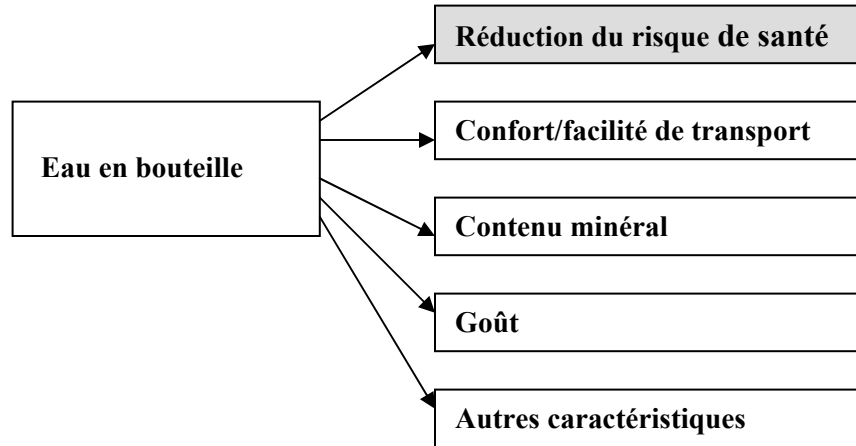 Réduction du risque de santé
Confort/facilité de transport
Eau en bouteille
Contenu minéral
Goût
Autres caractéristiques